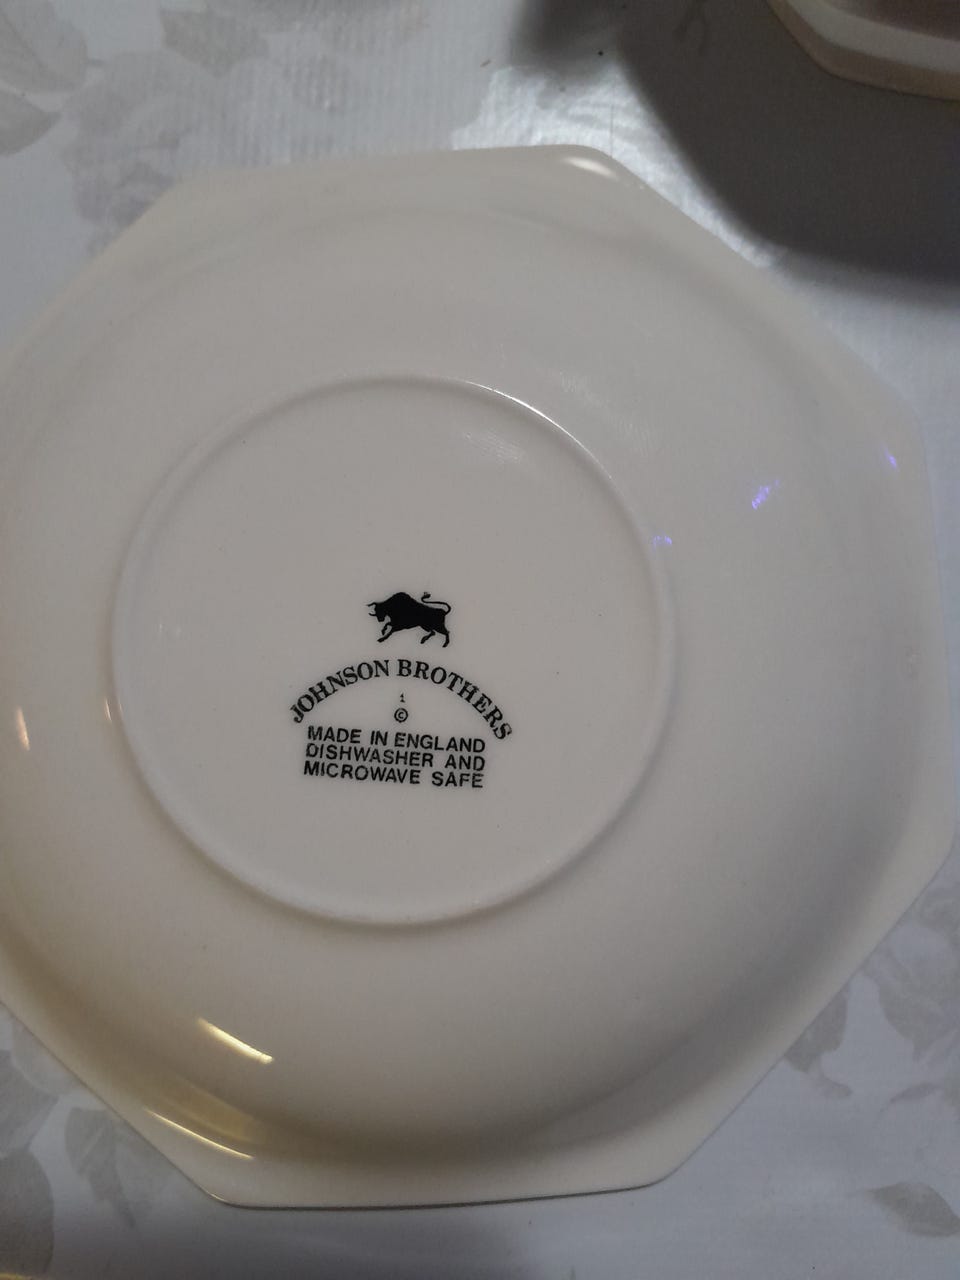 JOHNSON BROTHERS
1
©
MADE IN ENGLAND
DISHWASHER AND
MICROWAVE SAFE